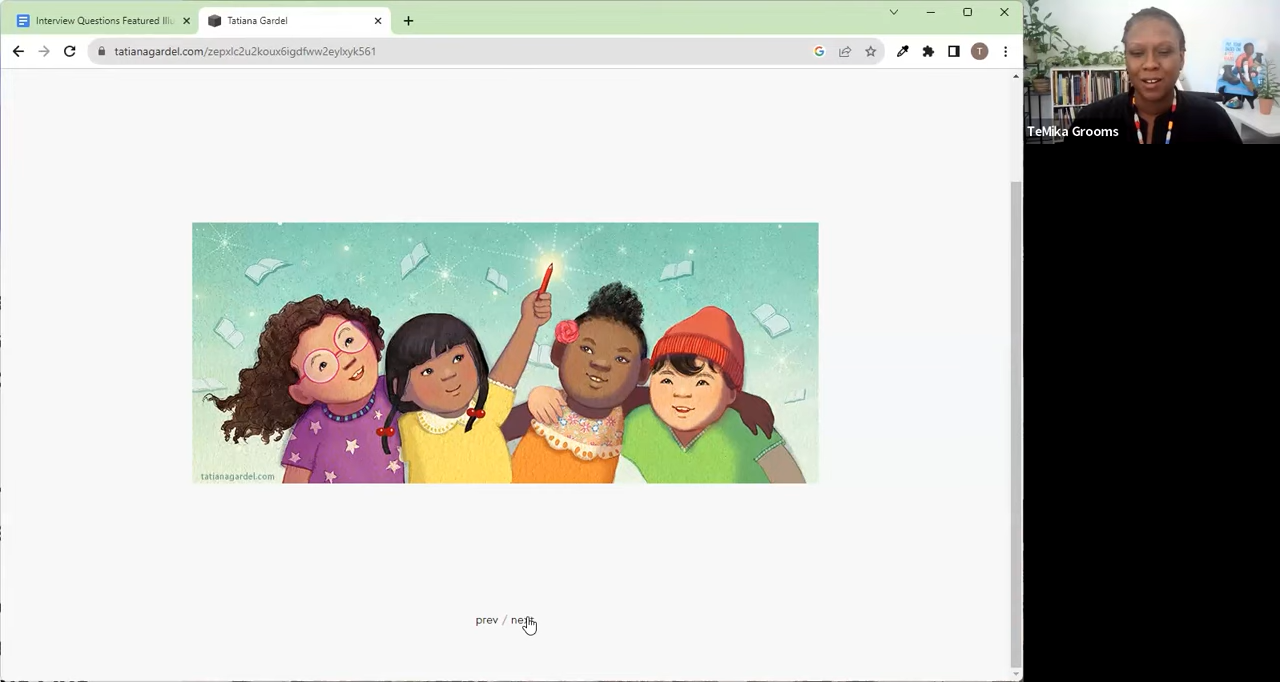 Interview Questions Featured Illu
Tatiana Gardel
tatianagardel.com/zepxlc2u2koux6igdfww2eylxyk561
T
TeMika Grooms
tatianagardel.com
prev / next